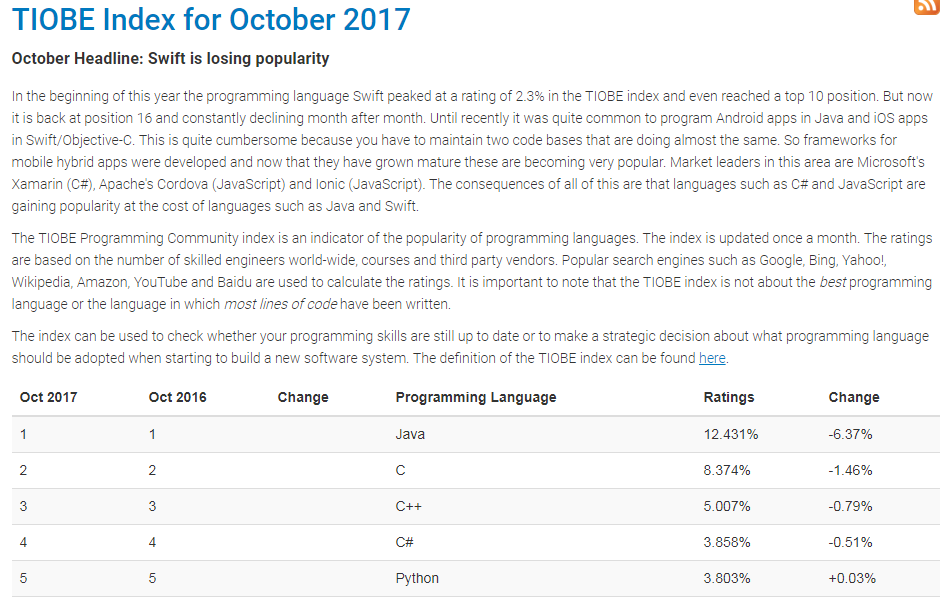 TIOBE Index for October 2017
October Headline: Swift is losing popularity
In the beginning of this year the programming language Swift peaked at a rating of 2.3% in the TIOBE index and even reached a top 10 position. But now
it is back at position 16 and constantly declining month after month. Until recently it was quite common to program Android apps in Java and iOS apps
in Swift/Objective-C. This is quite cumbersome because you have to maintain two code bases that are doing almost the same. So frameworks for
mobile hybrid apps were developed and now that they have grown mature these are becoming very popular. Market leaders in this area are Microsoft's
Xamarin (C#), Apache's Cordova (JavaScript) and Ionic (JavaScript). The consequences of all of this are that languages such as C# and JavaScript are
gaining popularity at the cost of languages such as Java and Swift.
The TIOBE Programming Community index is an indicator of the popularity of programming languages. The index is updated once a month. The ratings
are based on the number of skilled engineers world-wide, courses and third party vendors. Popular search engines such as Google, Bing, Yahoo!,
Wikipedia, Amazon, YouTube and Baidu are used to calculate the ratings. It is important to note that the TIOBE index is not about the best programming
language or the language in which most lines of code have been written.
The index can be used to check whether your programming skills are still up to date or to make a strategic decision about what programming language
should be adopted when starting to build a new software system. The definition of the TIOBE index can be found here.
Oct 2017 Oct 2016 Change Programming Language Ratings Change
1 1 Java 12.431% -6.37%
2 2 C 8.374% -1.46%
3 3 C++ 5.007% -0.79%
4 4 C# 3.858% -0.51%
5 5 Python 3.803% +0.03%